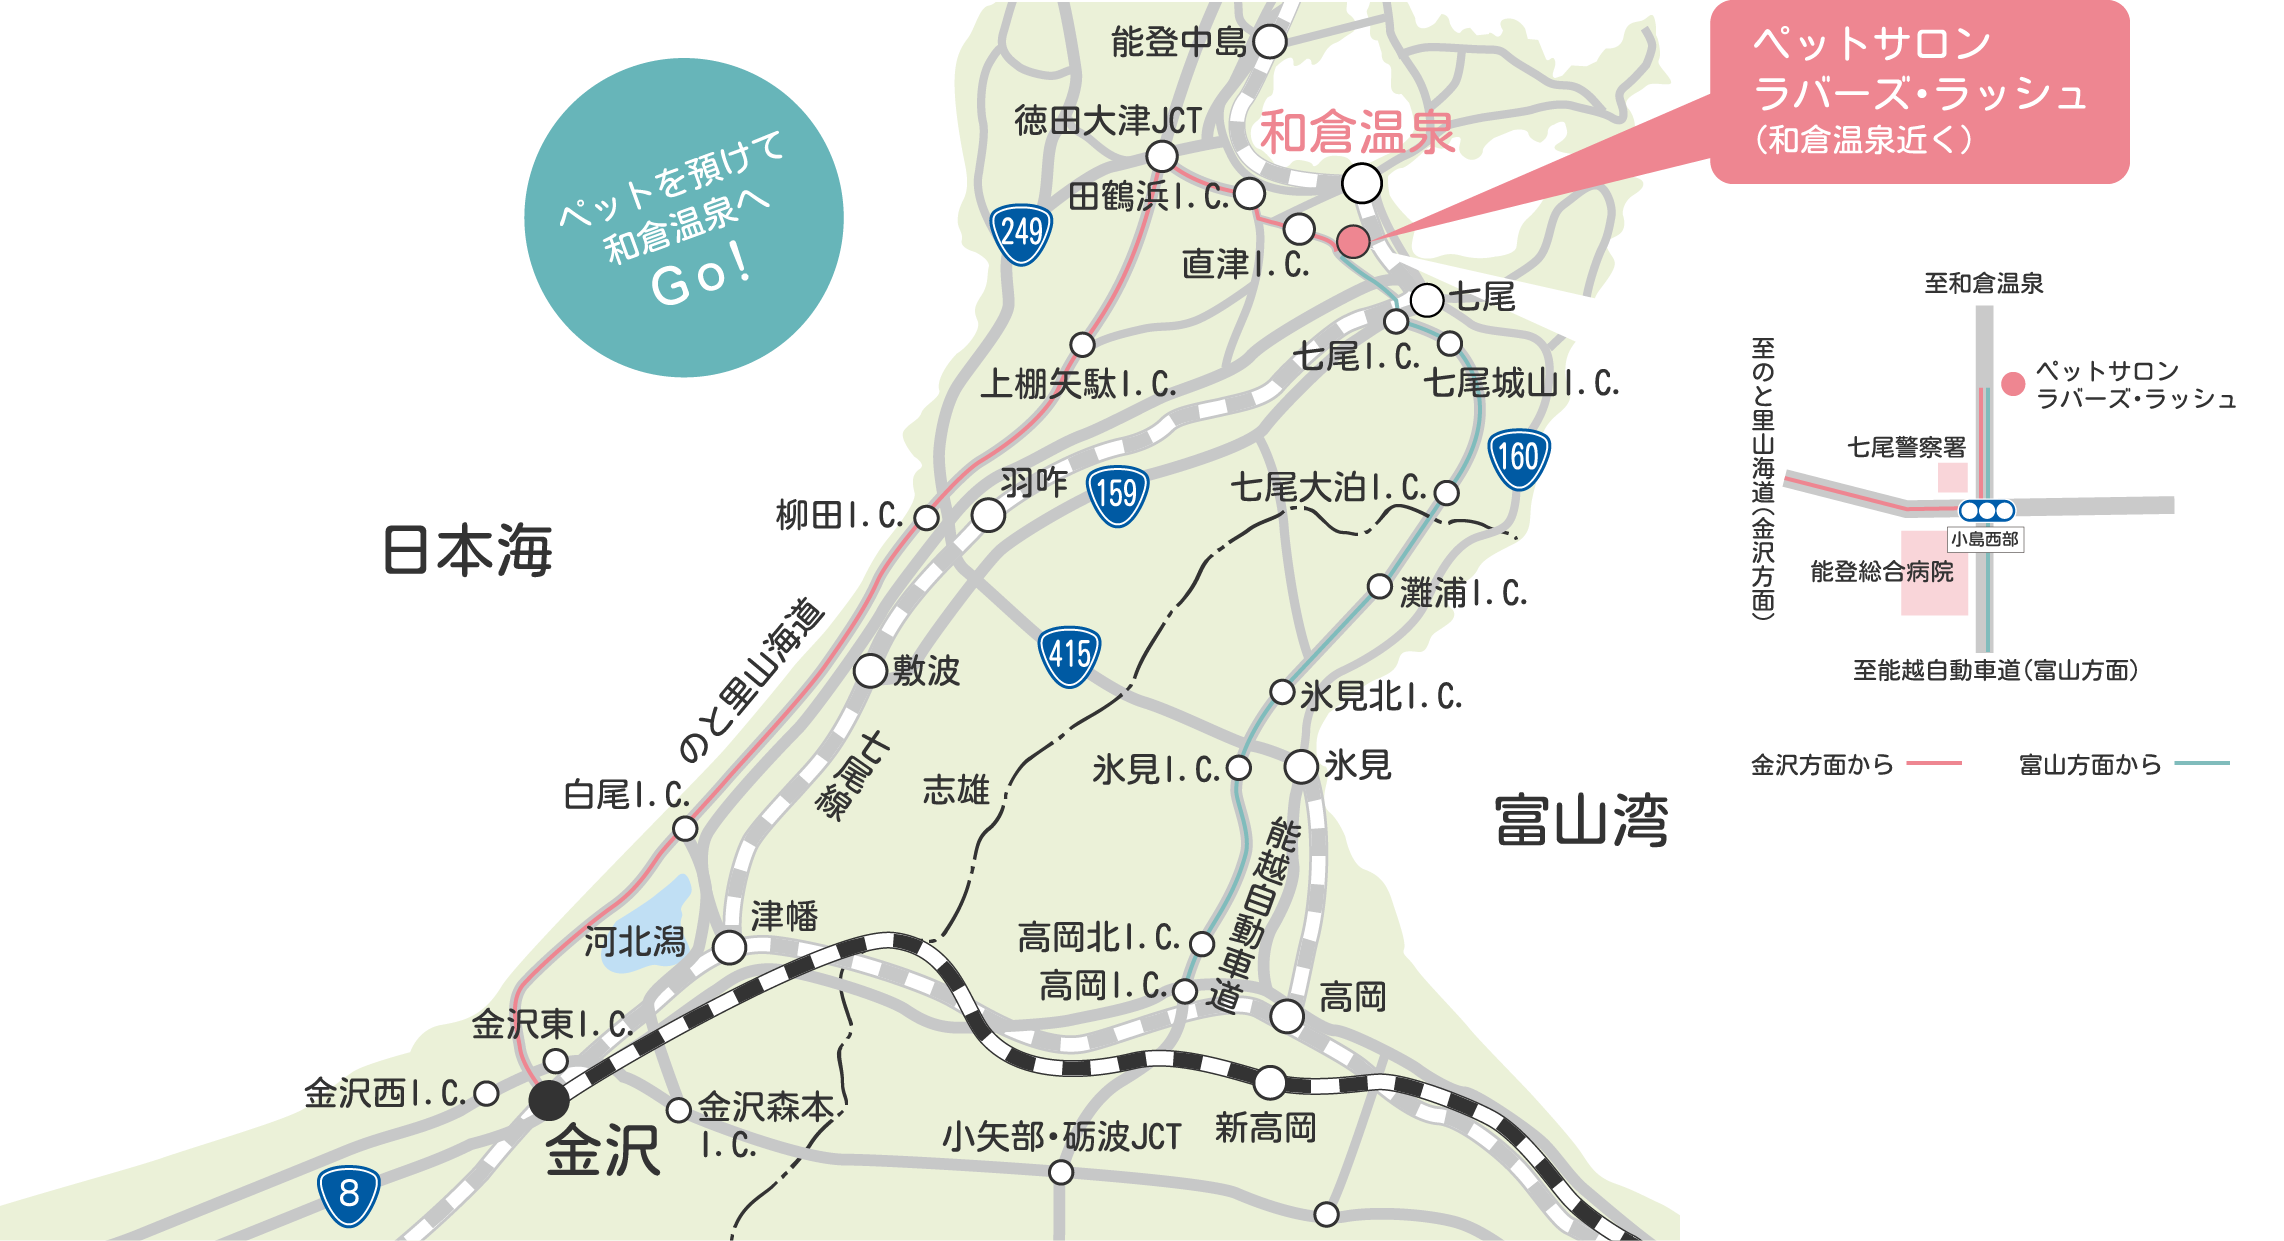 能登中島
徳田大津JCT
和倉温泉
ペットサロン
ラバーズ・ラッシュ
（和倉温泉近く）
ペットを預けて
和倉温泉へ
Go!
田鶴浜I.C.
249
直津I.C.
七尾
七尾I.C.
上棚矢駄I.C.
七尾城山I.C.
160
羽咋
159
七尾大泊I.C.
柳田I.C.
日本海
灘浦I.C.
のと里山海道
415
敷波
氷見北I.C.
七尾線
氷見I.C.
氷見
志雄
白尾I.C.
富山湾
能越自動車道
津幡
河北潟
高岡北I.C.
高岡I.C.
高岡
金沢東I.C.
金沢西I.C.
金沢
金沢森本
I.C.
小矢部・砺波JCT
新高岡
8
至和倉温泉
ペットサロン
ラバーズ・ラッシュ
至のと里山海道（金沢方面）
七尾警察署
小島西部
能登総合病院
至能越自動車道（富山方面）
金沢方面から
富山方面から